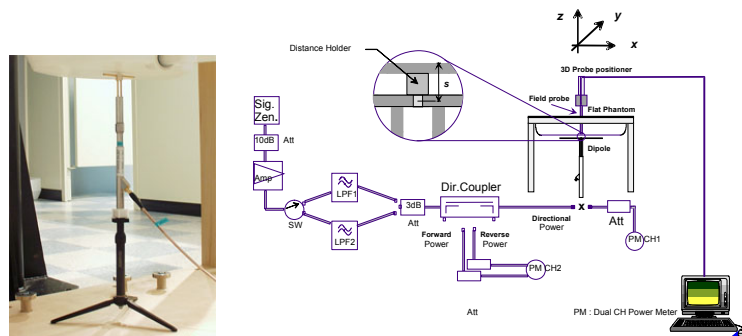 z
y
x
Distance Holder
s
3D Probe positioner
Field probe
Flat Phantom
Dipole
Sig.
Zen.
10dB
Att
Amp
SW
LPF1
LPF2
3dB
Att
Dir.Coupler
Forward
Power
Reverse
Power
Directional
Power
x
Att
PM CH1
PM CH2
Att
PM : Dual CH Power Meter